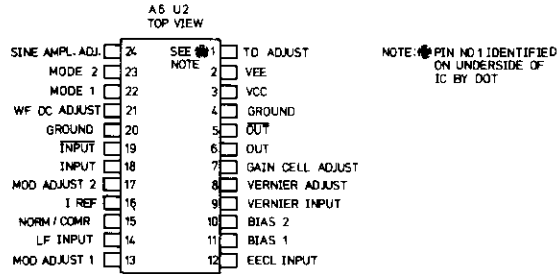 A6 U2
TOP VIEW
SINE AMPL. ADJ. 24 SEE 1 TD ADJUST
NOTE
MODE 2 23 2 VEE
MODE 1 22 3 VCC
WF DC ADJUST 21 4 GROUND
GROUND 20 5 OUT
INPUT 19 6 OUT
INPUT 18 7 GAIN CELL ADJUST
MOD ADJUST 2 17 8 VERNIER ADJUST
I REF 16 9 VERNIER INPUT
NORM/COMR 15 10 BIAS 2
LF INPUT 14 11 BIAS 1
MOD ADJUST 1 13 12 EECL INPUT
NOTE: PIN NO 1 IDENTIFIED
ON UNDERSIDE OF
IC BY DOT